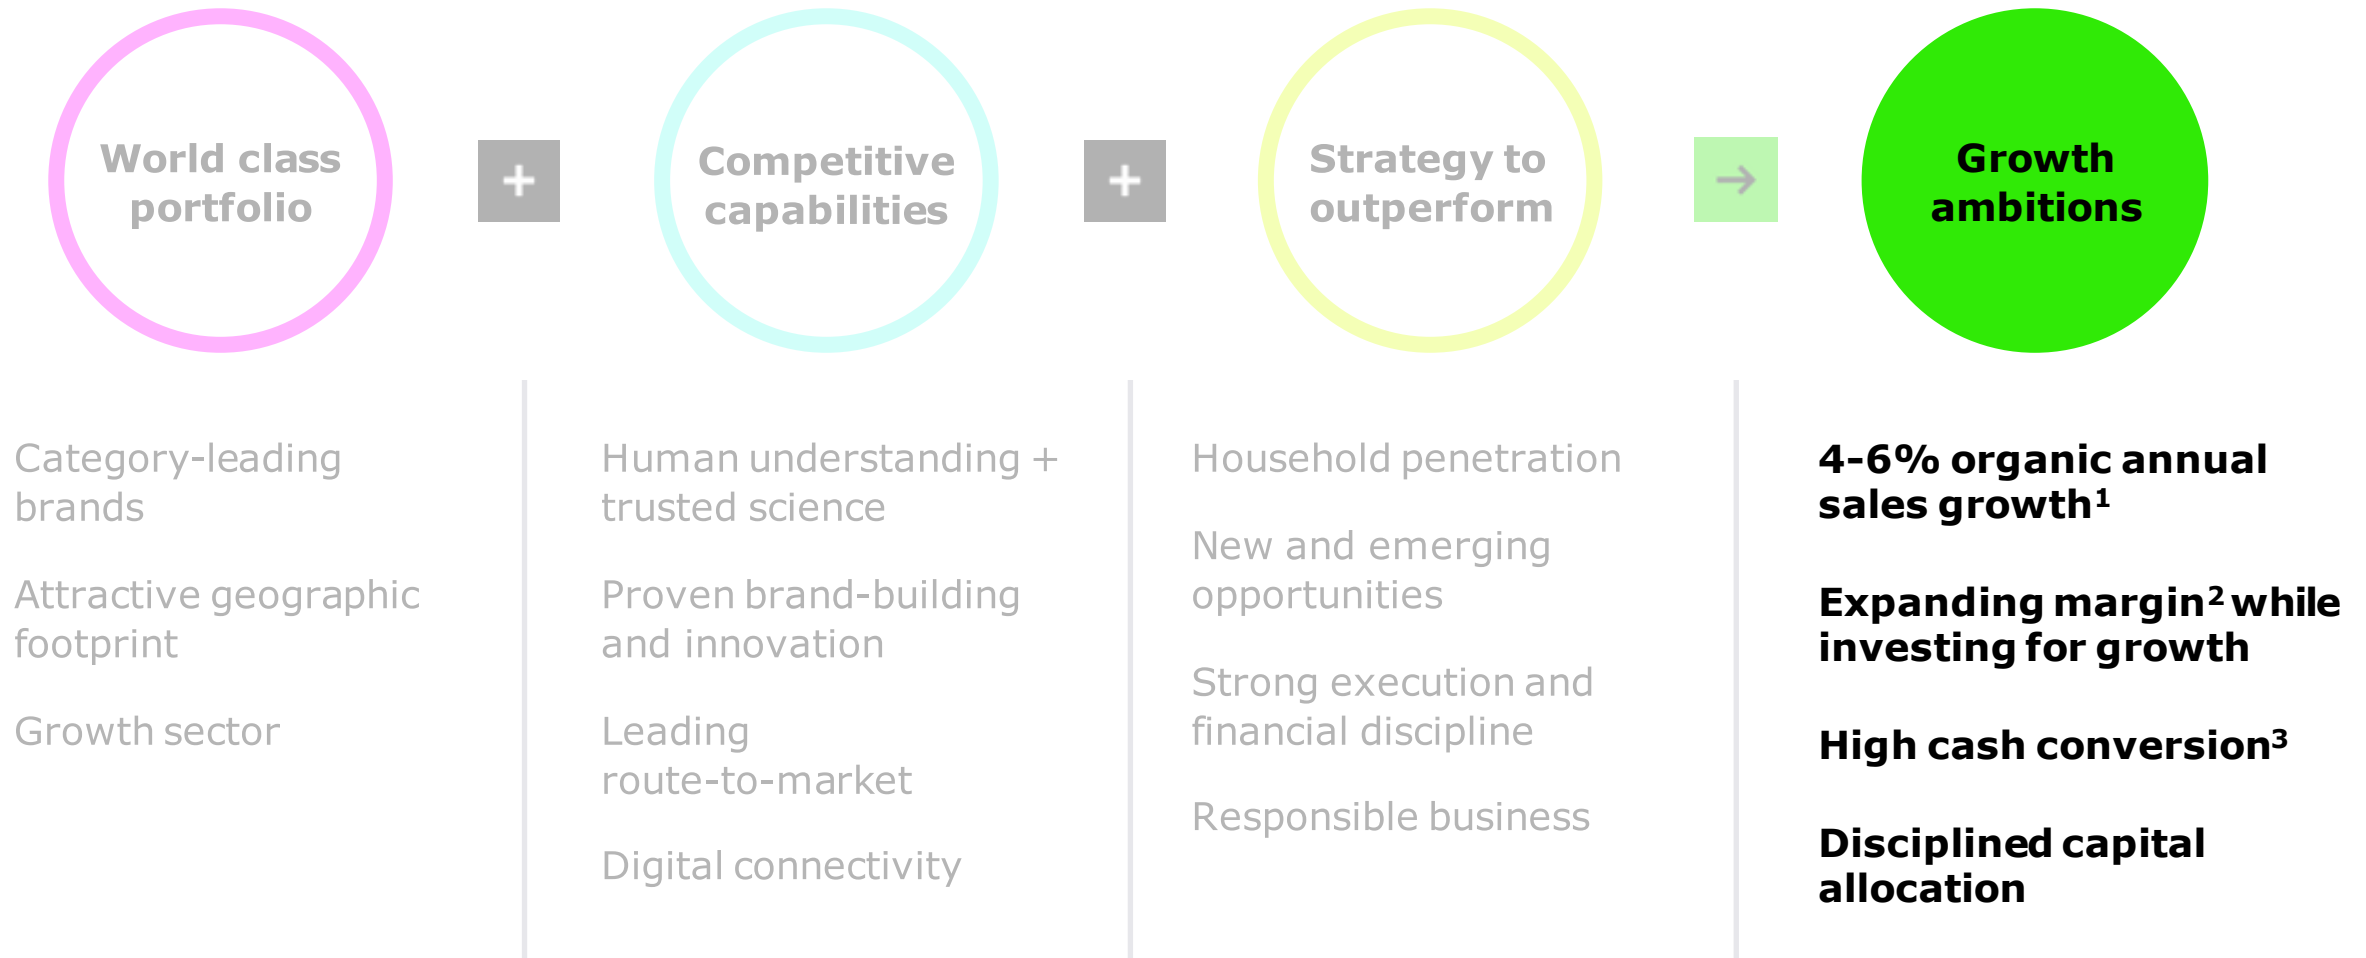 World class
portfolio
+
Competitive
capabilities
+
Strategy to
outperform
→
Growth
ambitions
Category-leading
brands
Attractive geographic
footprint
Growth sector
Human understanding +
trusted science
Proven brand-building
and innovation
Leading
route-to-market
Digital connectivity
Household penetration
New and emerging
opportunities
Strong execution and
financial discipline
Responsible business
4-6% organic annual
sales growth¹
Expanding margin² while
investing for growth
High cash conversion³
Disciplined capital
allocation